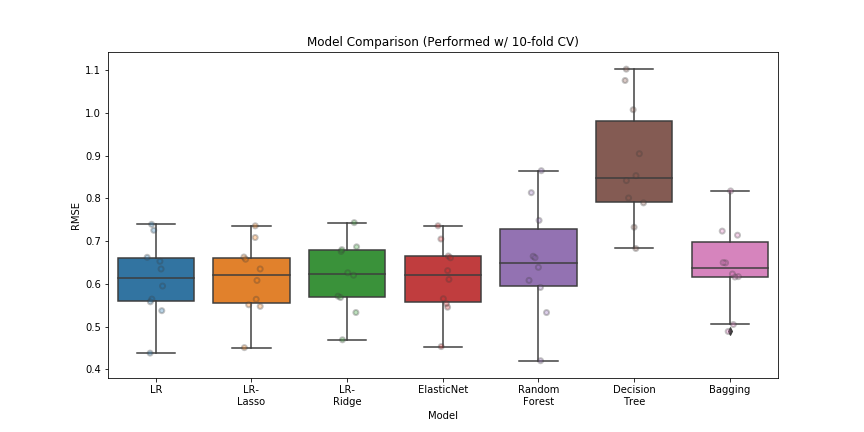 Model Comparison (Performed w/ 10-fold CV)
RMSE
1.1
1.0
0.9
0.8
0.7
0.6
0.5
0.4
LR
LR-
Lasso
LR-
Ridge
ElasticNet
Random
Forest
Decision
Tree
Bagging
Model